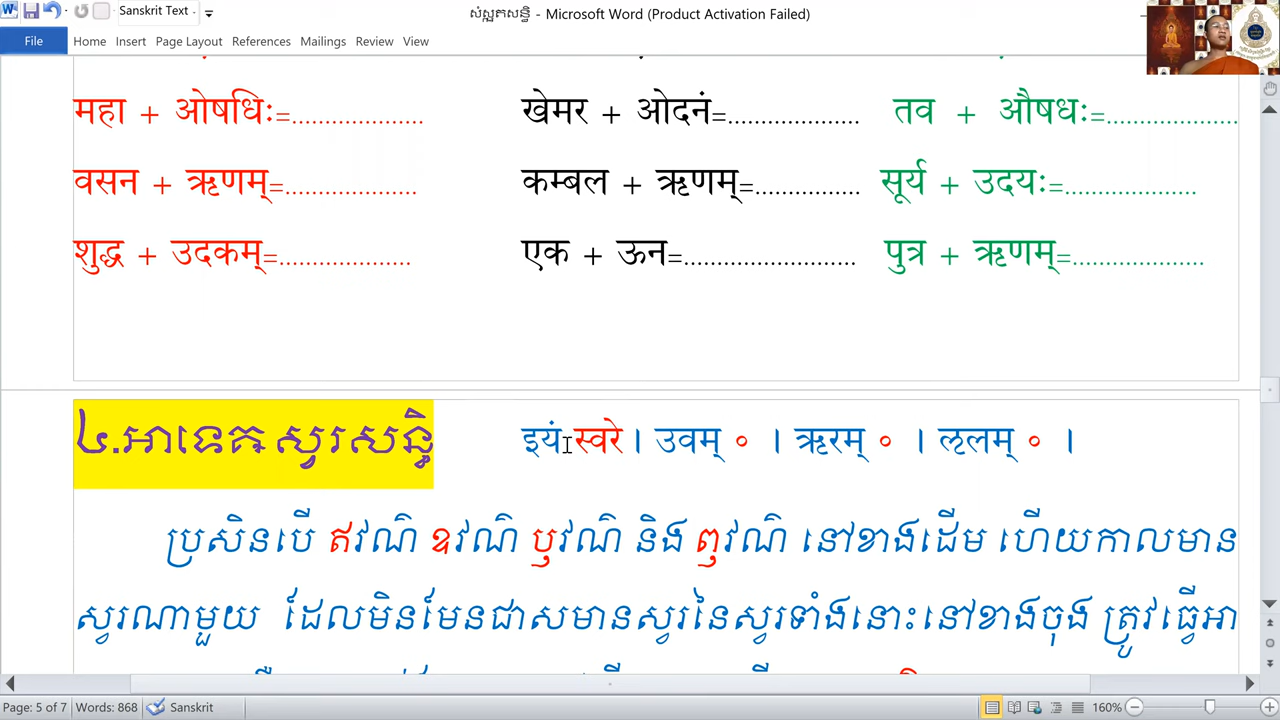 Sanskrit Text
សំស្ក្រតសន្ធិ - Microsoft Word (Product Activation Failed)
File Home Insert Page Layout References Mailings Review View
महा + ओषधिः=.................. खेमर + ओदनं=.................. तव + औषधः=..................
वसन + ऋणम्=.................. कम्बल + ऋणम्=.............. सूर्य + उदयः=..................
शुद्ध + उदकम्=.................... एक + ऊन=........................ पुत्र + ऋणम्=..................
៤.អាទេគ ស្វរសន្ធិ इयं स्वरे । उवम् ० । ऋरम् ० । ऌलम् ० ।
ប្រសិនបើ ឥវណ៌ ឧវណ៌ ឫវណ៌ និង ឭវណ៌ នៅខាងដើម ហើយកាលមាន
ស្វរណាមួយ ដែលមិនមែនជាសមានស្វរនៃស្វរទាំងនោះនៅខាងចុង ត្រូវធ្វើអា
Page: 5 of 7 Words: 868 Sanskrit 160%